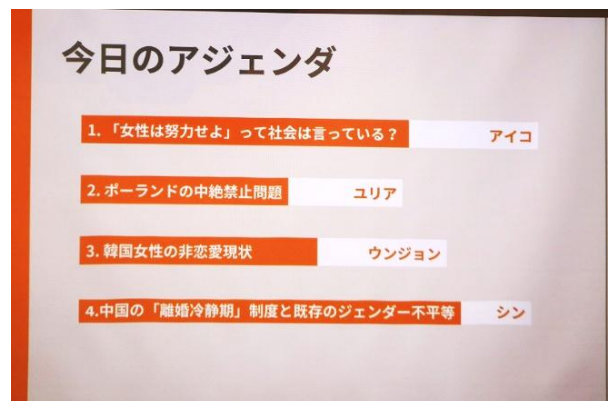 今日のアジェンダ
1. 「女性は努力せよ」って社会は言っている？ アイコ
2. ポーランドの中絶禁止問題 ユリア
3. 韓国女性の非恋愛現状 ウンジョン
4.中国の「離婚冷静期」制度と既存のジェンダー不平等 シン